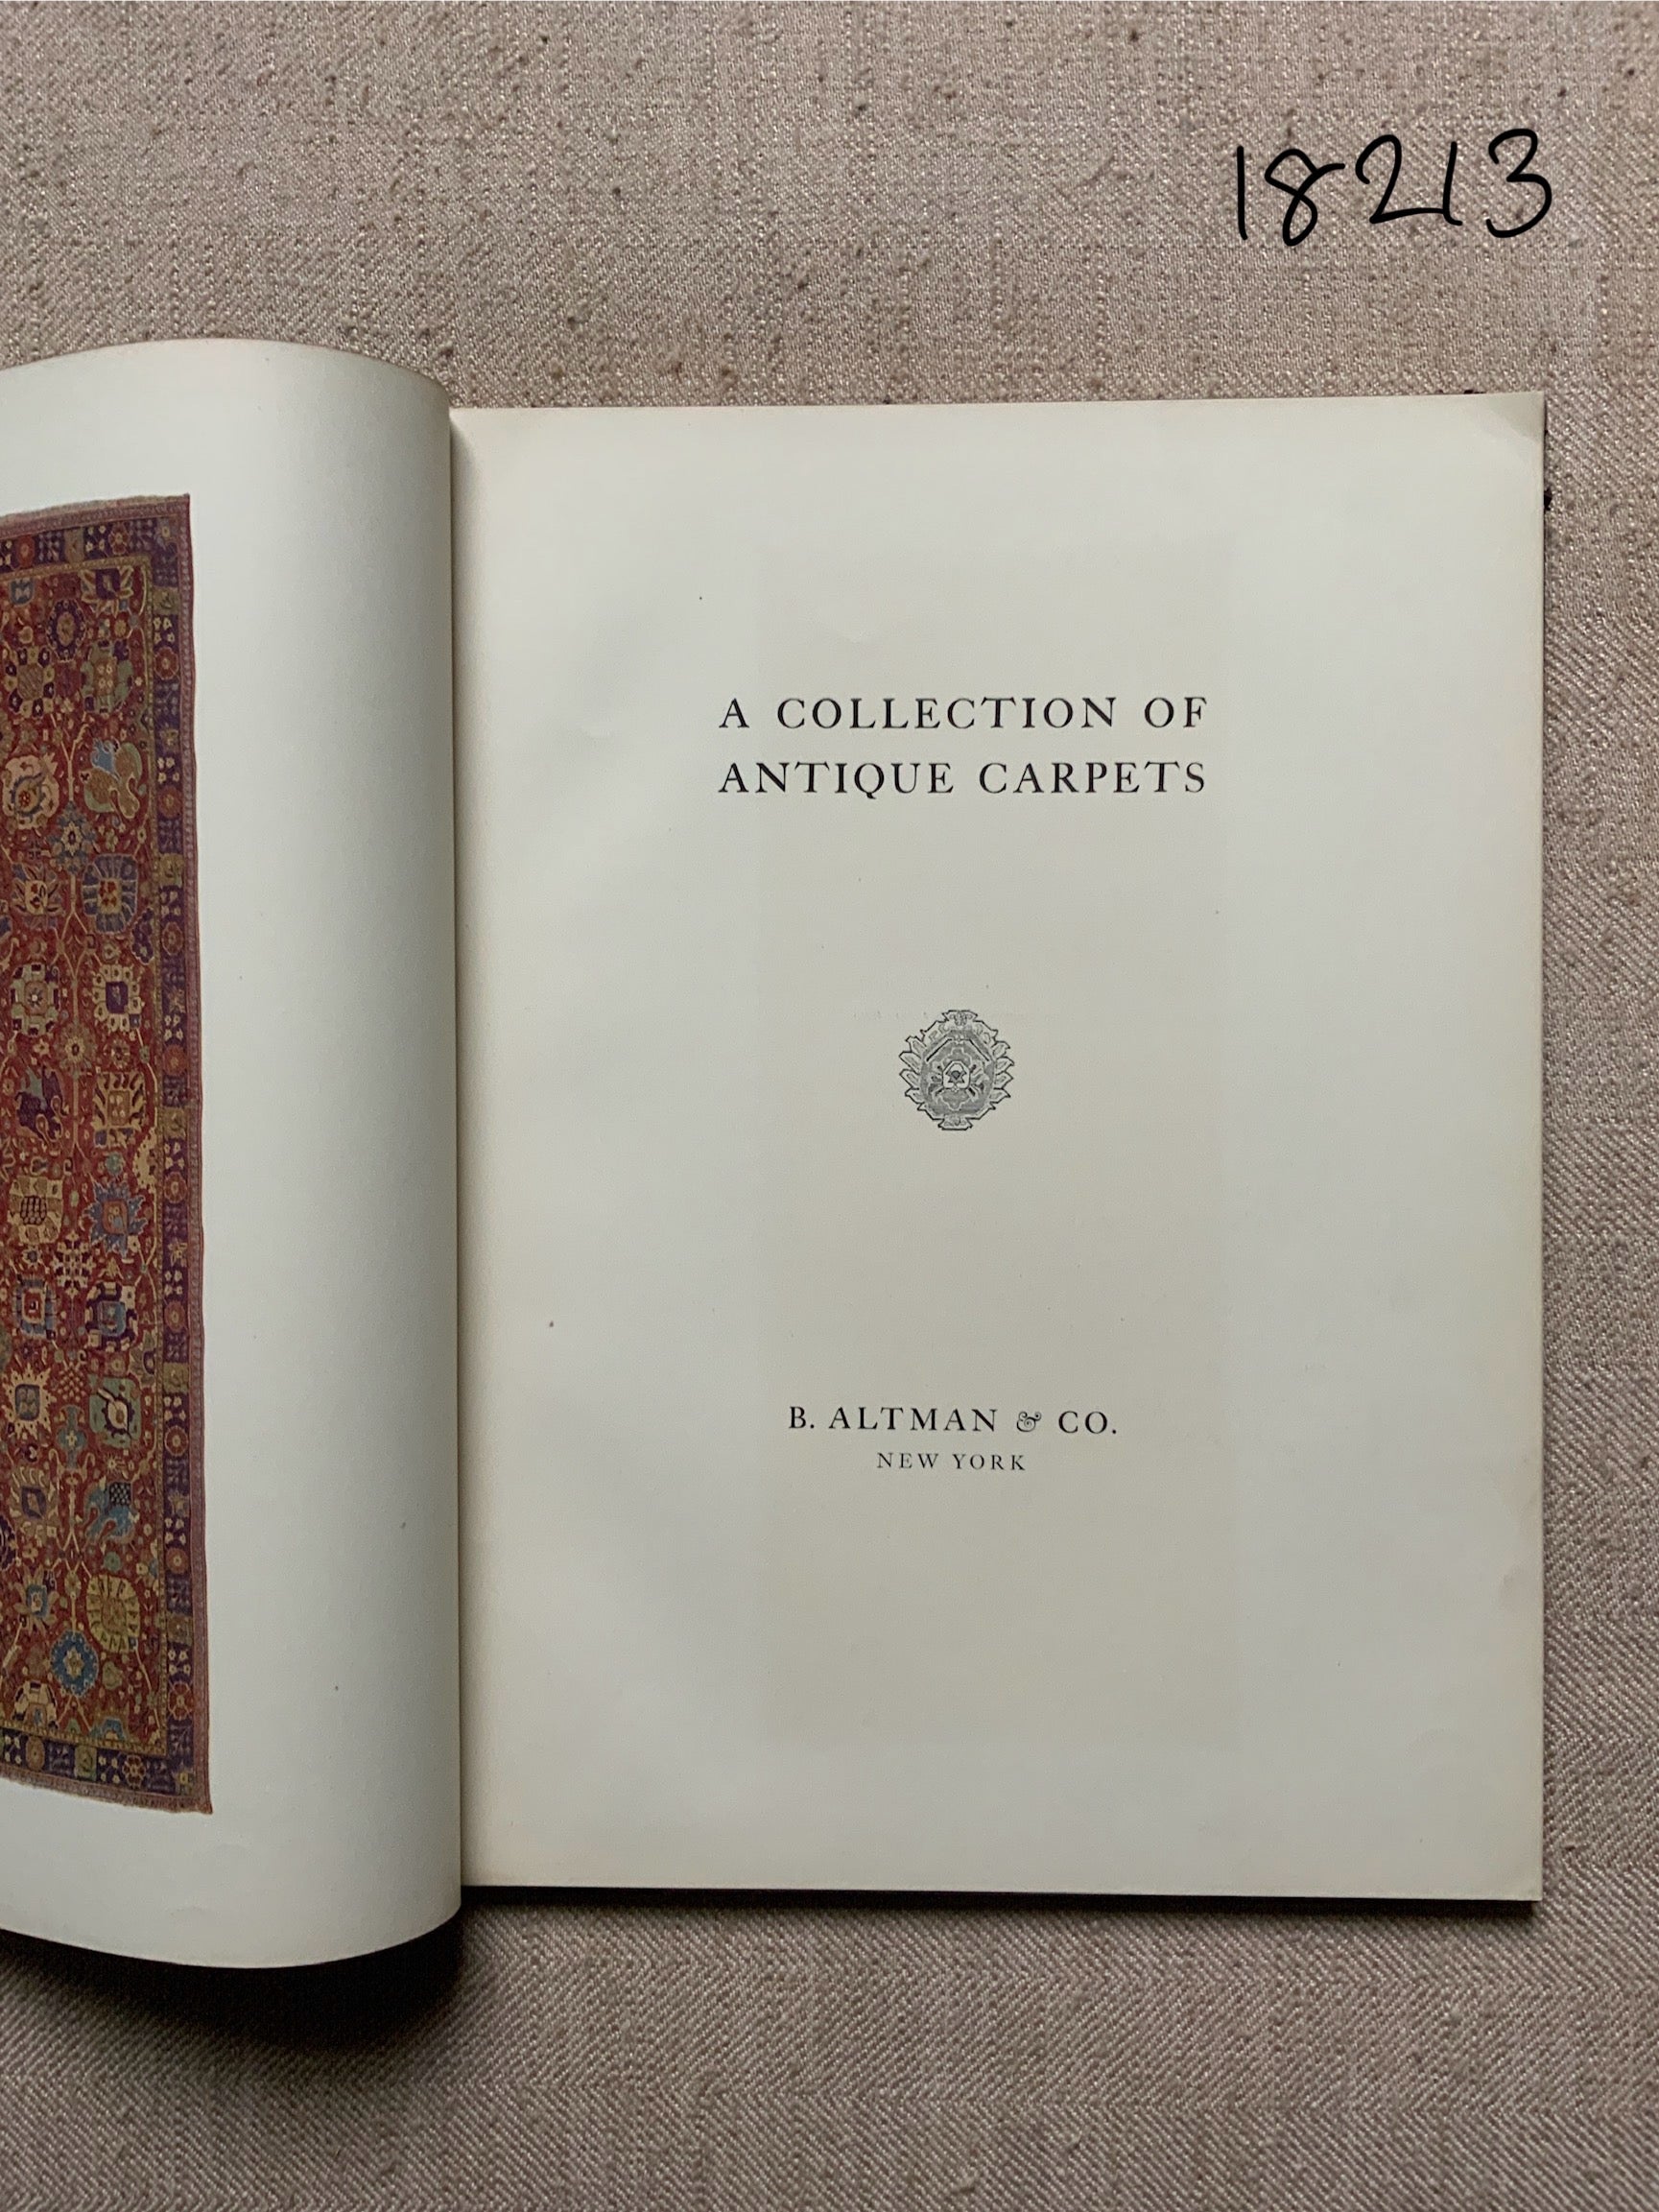 18213
A COLLECTION OF
ANTIQUE CARPETS
B. ALTMAN & CO.
NEW YORK